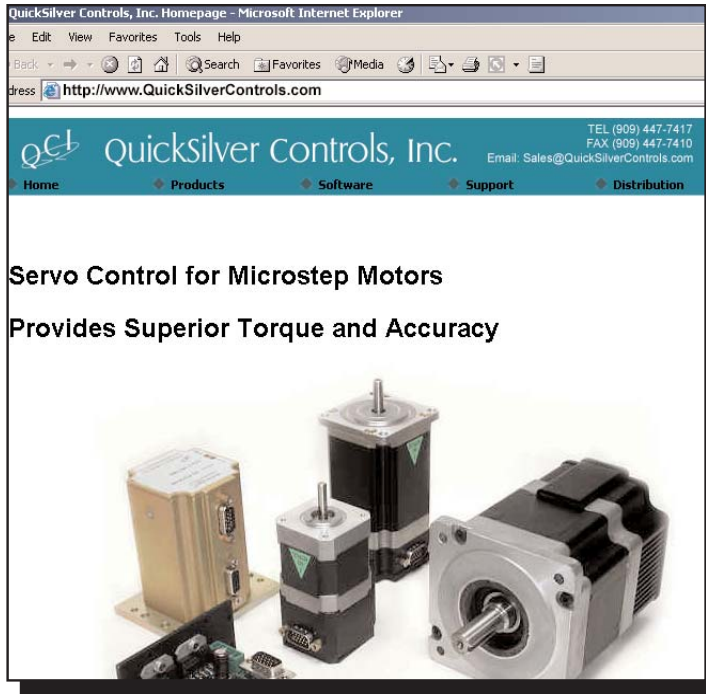 QuickSilver Controls, Inc. Homepage - Microsoft Internet Explorer
e Edit View Favorites Tools Help
Back Search Favorites Media
dress http://www.QuickSilverControls.com
QCI QuickSilver Controls, Inc.
TEL (909) 447-7417
FAX (909) 447-7410
Email: Sales@QuickSilverControls.com
Home Products Software Support Distribution
Servo Control for Microstep Motors
Provides Superior Torque and Accuracy